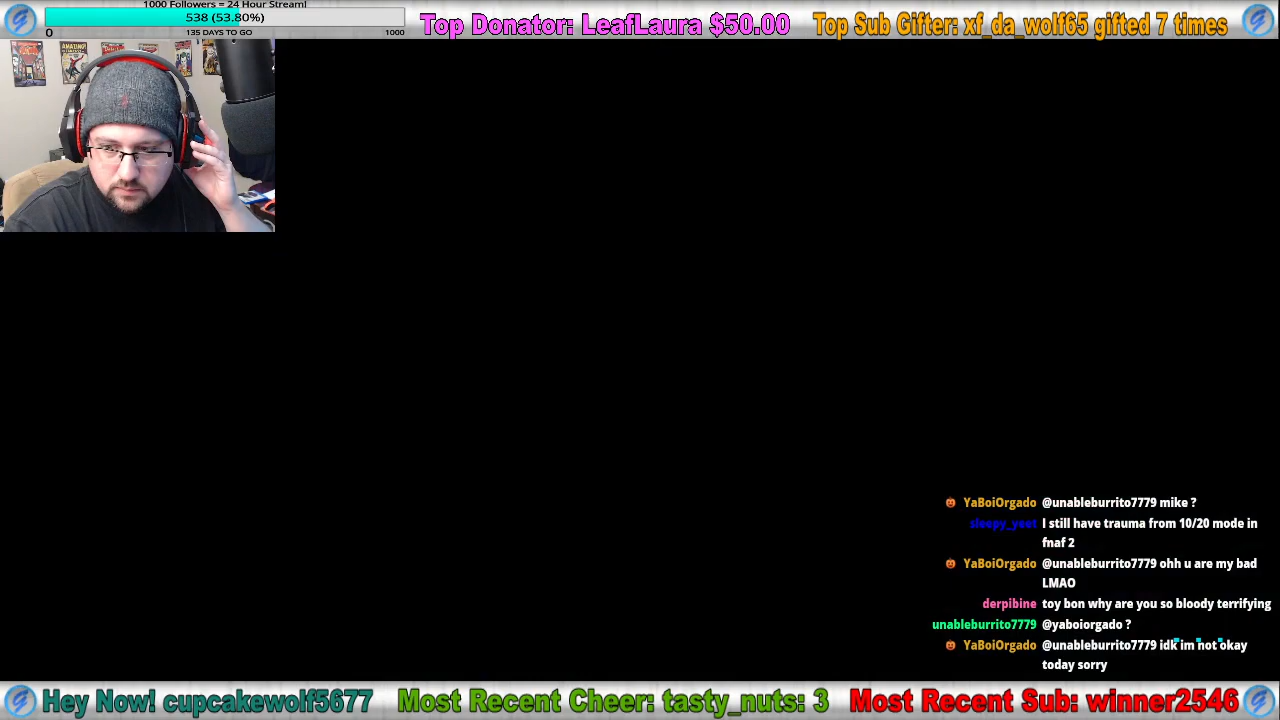 1000 Followers = 24 Hour Stream!
538 (53.80%)
0 135 DAYS TO GO 1000
Top Donator: LeafLaura $50.00
Top Sub Gifter: xf_da_wolf65 gifted 7 times
YaBoiOrgado @unableburrito7779 mike ?
sleepy_yeet I still have trauma from 10/20 mode in
fnaf 2
YaBoiOrgado @unableburrito7779 ohh u are my bad
LMAO
derpibine toy bon why are you so bloody terrifying
unableburrito7779 @yaboiorgado ?
YaBoiOrgado @unableburrito7779 idk im not okay
today sorry
Hey Now! cupcakewolf5677
Most Recent Cheer: tasty_nuts: 3
Most Recent Sub: winner2546